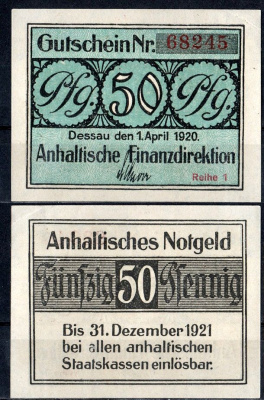 Gutschein Nr. 68245
Pfg. 50 Pfg.
Dessau den 1. April 1920.
Anhaltische Finanzdirektion
Reihe 1
Anhaltisches Notgeld
Fünfzig 50 Pfennig
Bis 31. Dezember 1921
bei allen anhaltischen
Staatskassen einlösbar.